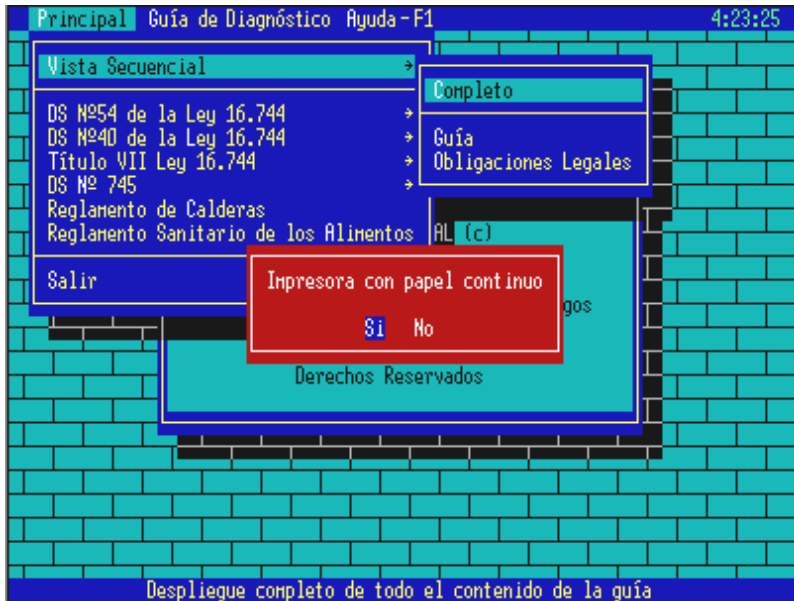 Principal Guía de Diagnóstico Ayuda-F1 4:23:25
Vista Secuencial
Completo
DS Nº54 de la Ley 16.744
DS Nº40 de la Ley 16.744
Guía
Título VII Ley 16.744
Obligaciones Legales
DS Nº 745
Reglamento de Calderas
Reglamento Sanitario de los Alimentos
AL (c)
Salir
Impresora con papel continuo
gos
Si No
Derechos Reservados
Despliegue completo de todo el contenido de la guía